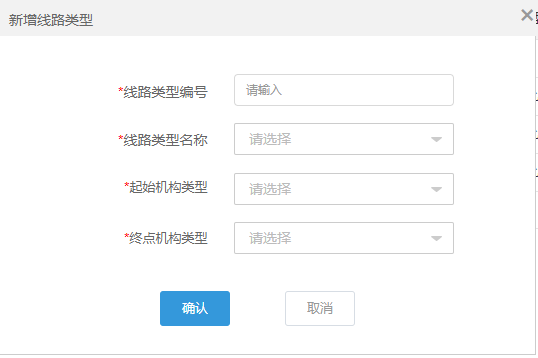 新增线路类型
*线路类型编号 请输入
*线路类型名称 请选择
*起始机构类型 请选择
*终点机构类型 请选择
确认 取消